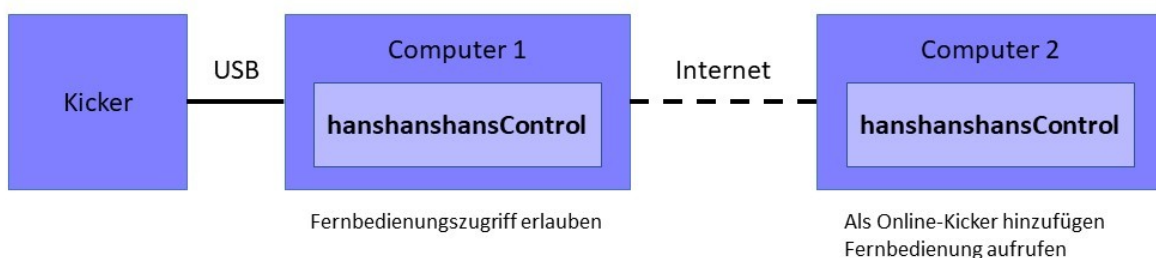 Kicker
USB
Computer 1
hanshanshansControl
Internet
Computer 2
hanshanshansControl
Fernbedienungszugriff erlauben
Als Online-Kicker hinzufügen
Fernbedienung aufrufen